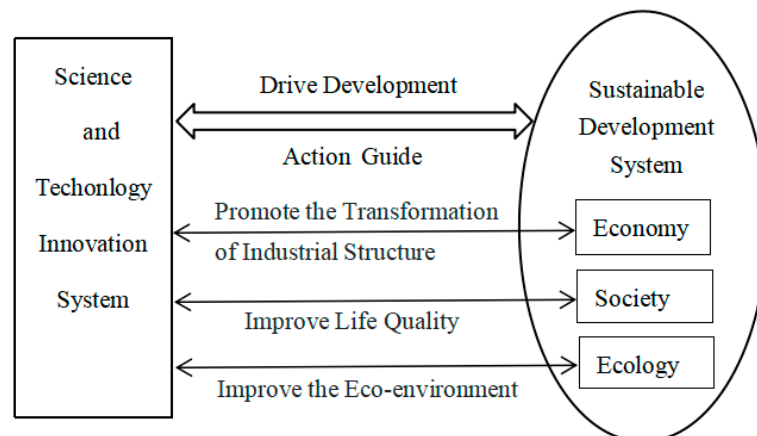 Science
and
Techonlogy
Innovation
System
Drive Development
Action Guide
Promote the Transformation
of Industrial Structure
Improve Life Quality
Improve the Eco-environment
Sustainable
Development
System
Economy
Society
Ecology